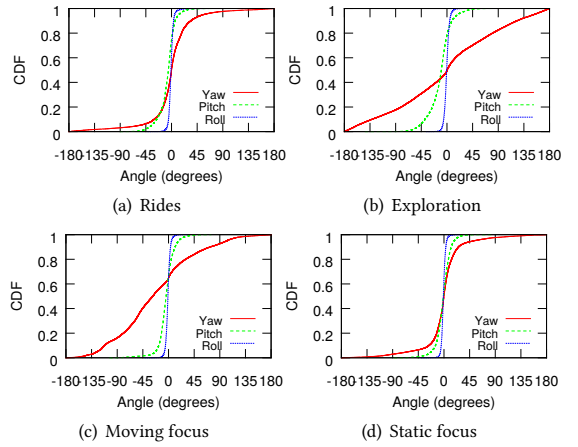 1
0.8
0.6
0.4
0.2
0
CDF
Yaw
Pitch
Roll
-180-135-90 -45 0 45 90 135 180
Angle (degrees)
(a) Rides
1
0.8
0.6
0.4
0.2
0
CDF
Yaw
Pitch
Roll
-180-135-90 -45 0 45 90 135 180
Angle (degrees)
(b) Exploration
1
0.8
0.6
0.4
0.2
0
CDF
Yaw
Pitch
Roll
-180-135-90 -45 0 45 90 135 180
Angle (degrees)
(c) Moving focus
1
0.8
0.6
0.4
0.2
0
CDF
Yaw
Pitch
Roll
-180-135-90 -45 0 45 90 135 180
Angle (degrees)
(d) Static focus